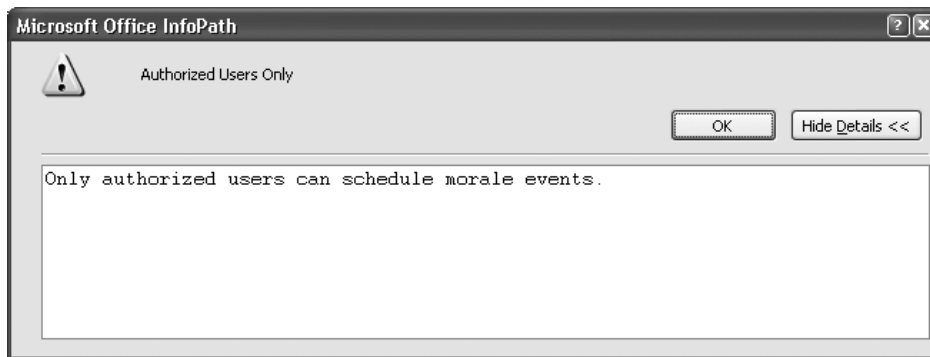 Microsoft Office InfoPath
Authorized Users Only
OK
Hide Details <<
Only authorized users can schedule morale events.